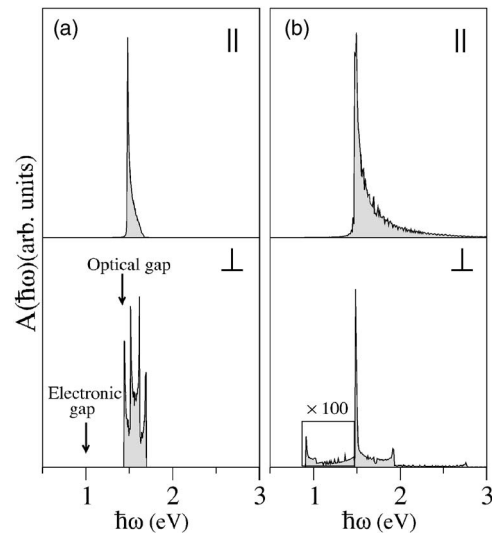 (a)
||
(b)
||
A(ħω)(arb. units)
⊥
Optical gap
Electronic
gap
⊥
× 100
1
2
3
1
2
3
ħω (eV)
ħω (eV)